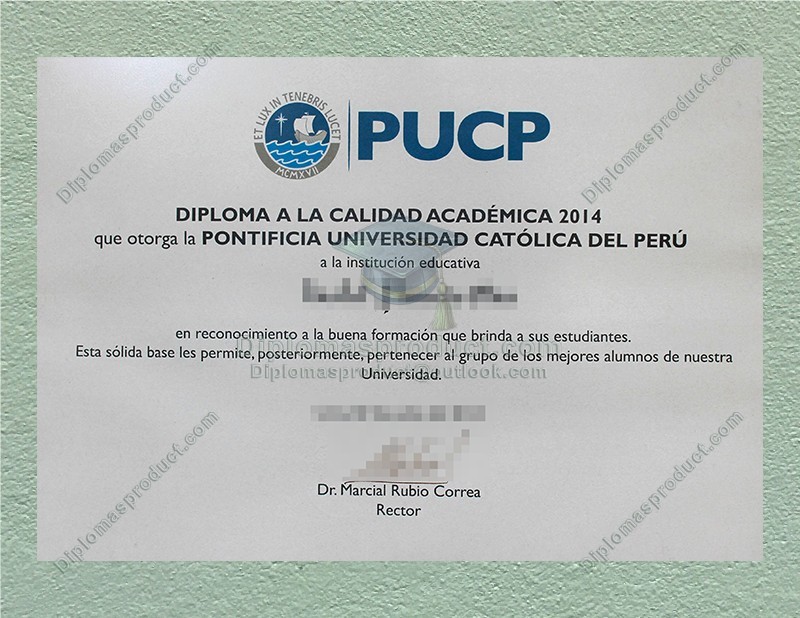 ET LUX IN TENEBRIS LUCET
MCMXVII
PUCP
DIPLOMA A LA CALIDAD ACADÉMICA 2014
que otorga la PONTIFICIA UNIVERSIDAD CATÓLICA DEL PERÚ
a la institución educativa
en reconocimiento a la buena formación que brinda a sus estudiantes.
Esta sólida base les permite, posteriormente, pertenecer al grupo de los mejores alumnos de nuestra
Universidad.
Dr. Marcial Rubio Correa
Rector
Diplomasproduct.com
Diplomasproduct.com
Diplomasproduct.com
Diplomasproduct@outlook.com
Diplomasproduct.com
Diplomasproduct.com